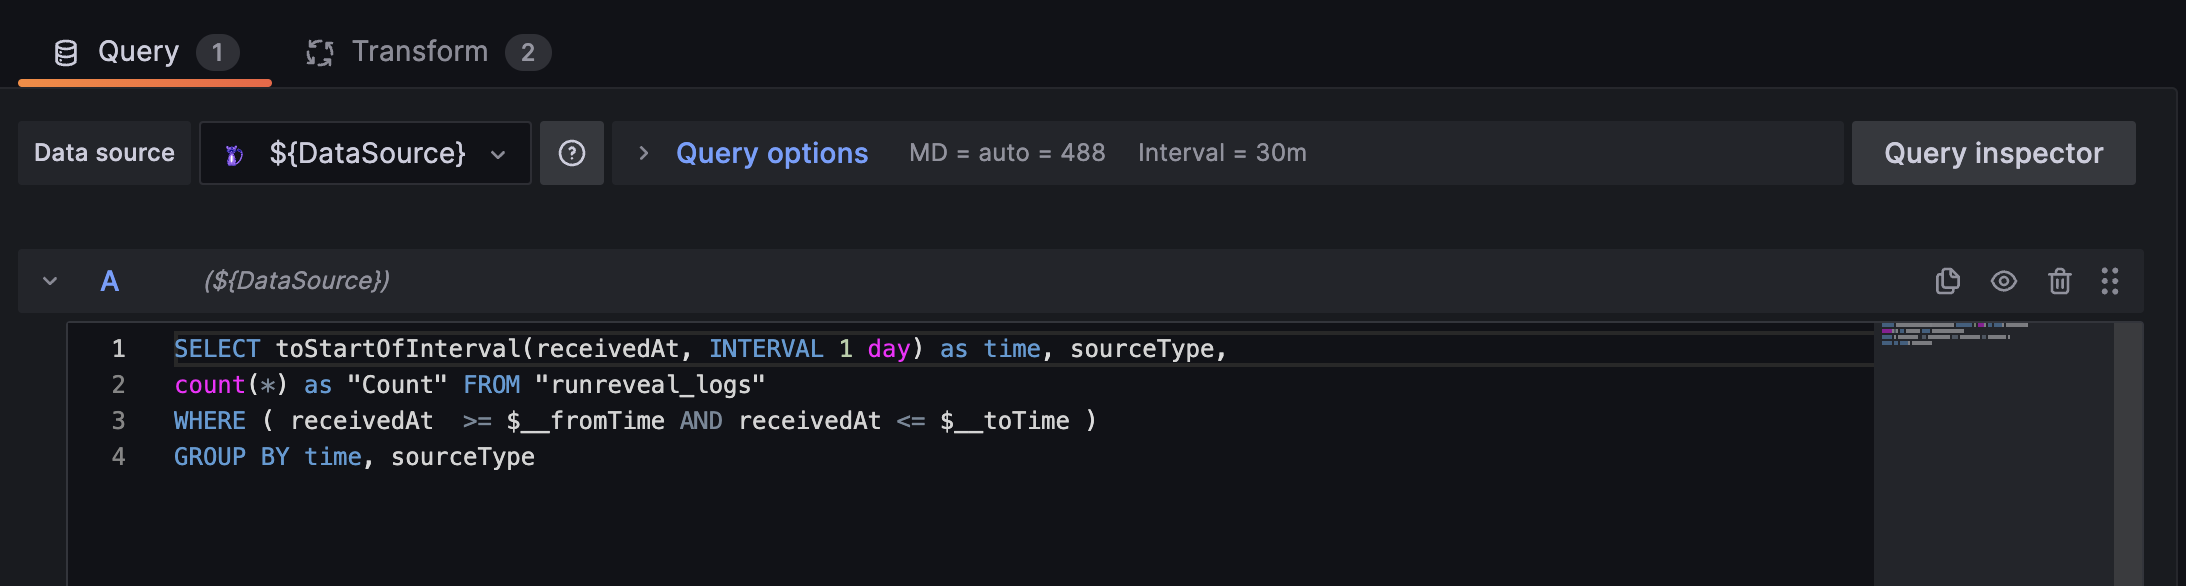 Query 1 Transform 2
Data source ${DataSource} ? Query options MD = auto = 488 Interval = 30m Query inspector
A (${DataSource})
1 SELECT toStartOfInterval(receivedAt, INTERVAL 1 day) as time, sourceType,
2 count(*) as "Count" FROM "runreveal_logs"
3 WHERE ( receivedAt  >= $__fromTime AND receivedAt <= $__toTime )
4 GROUP BY time, sourceType